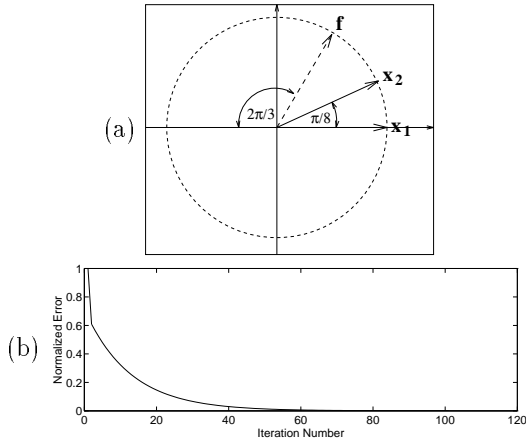 f
x2
2π/3
π/8
x1
(a)
1
0.8
0.6
0.4
0.2
0
Normalized Error
(b)
0 20 40 60 80 100 120
Iteration Number